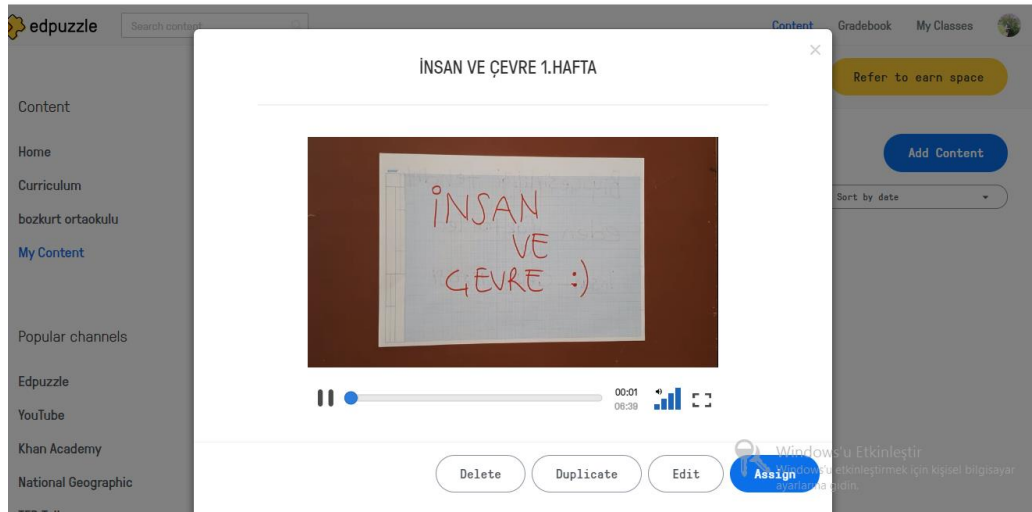 edpuzzle
Search content
Content
Gradebook
My Classes
İNSAN VE ÇEVRE 1.HAFTA
×
Refer to earn space
Content
Add Content
Home
Curriculum
Sort by date
bozkurt ortaokulu
My Content
İNSAN
VE
ÇEVRE :)
Popular channels
Edpuzzle
00:01
06:39
YouTube
Khan Academy
National Geographic
Delete
Duplicate
Edit
Assign
Windows'u Etkinleştir
Windows'u etkinleştirmek için kişisel bilgisayar
ayarlarına gidin.